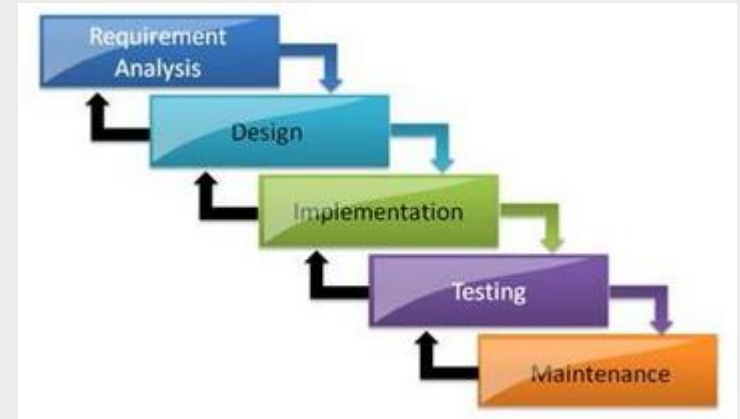 Requirement
Analysis
Design
Implementation
Testing
Maintenance